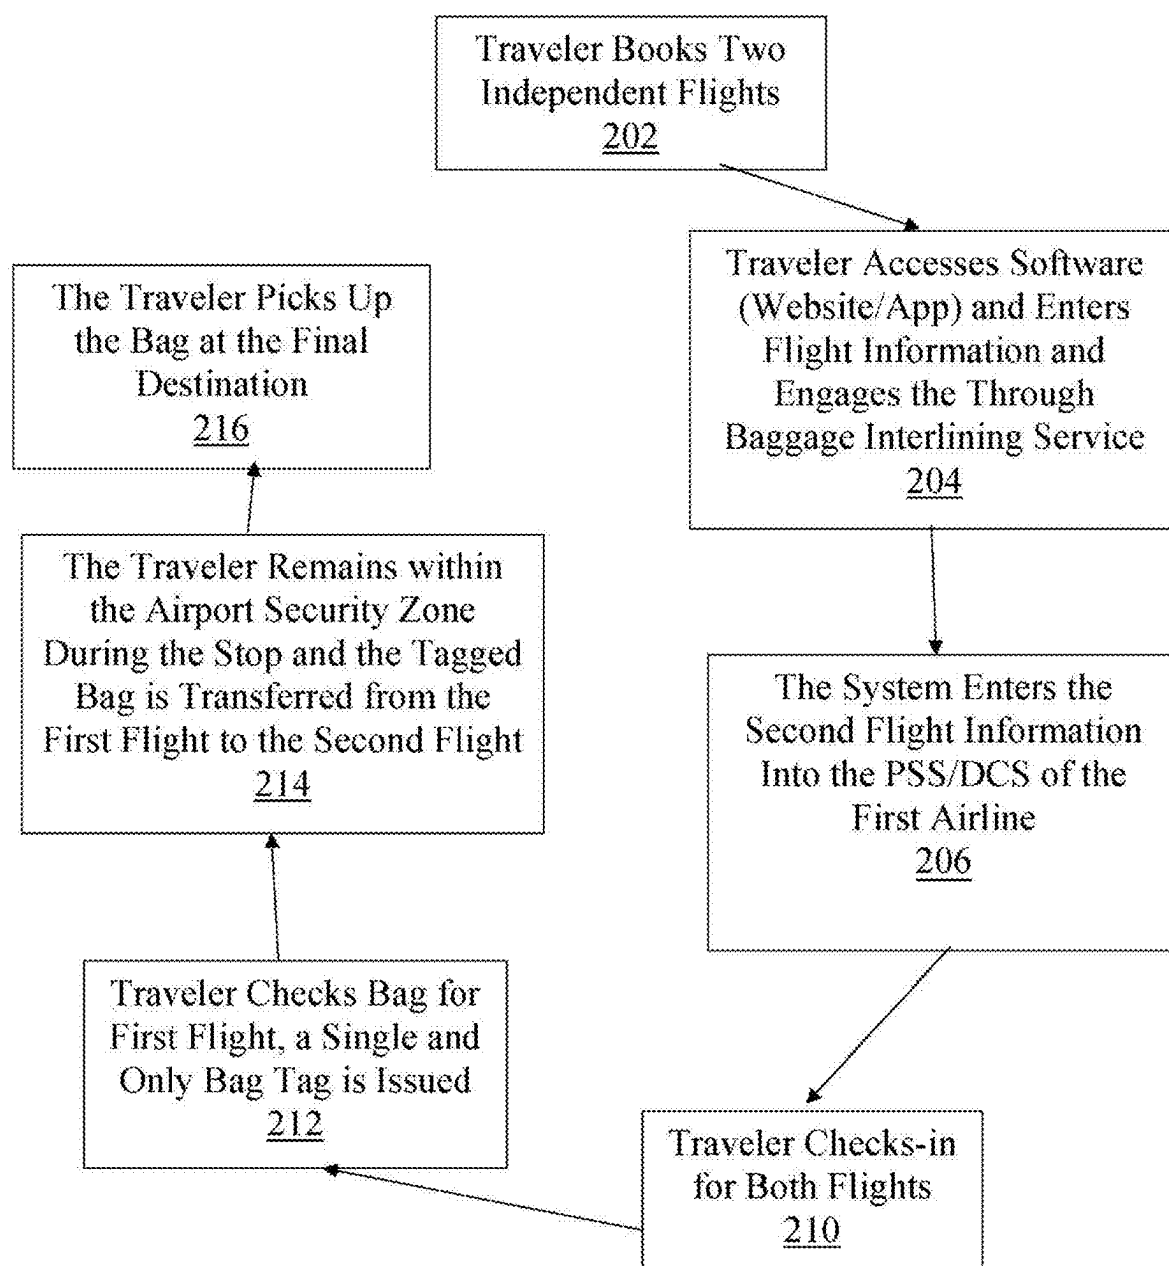 Traveler Books Two
Independent Flights
202
Traveler Accesses Software
(Website/App) and Enters
Flight Information and
Engages the Through
Baggage Interlining Service
204
The System Enters the
Second Flight Information
Into the PSS/DCS of the
First Airline
206
Traveler Checks-in
for Both Flights
210
Traveler Checks Bag for
First Flight, a Single and
Only Bag Tag is Issued
212
The Traveler Remains within
the Airport Security Zone
During the Stop and the Tagged
Bag is Transferred from the
First Flight to the Second Flight
214
The Traveler Picks Up
the Bag at the Final
Destination
216